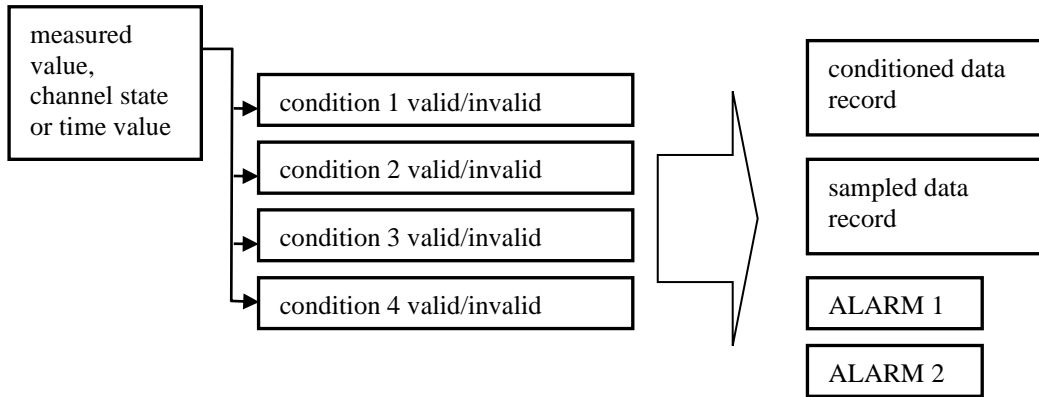 measured
value,
channel state
or time value
condition 1 valid/invalid
condition 2 valid/invalid
condition 3 valid/invalid
condition 4 valid/invalid
conditioned data
record
sampled data
record
ALARM 1
ALARM 2